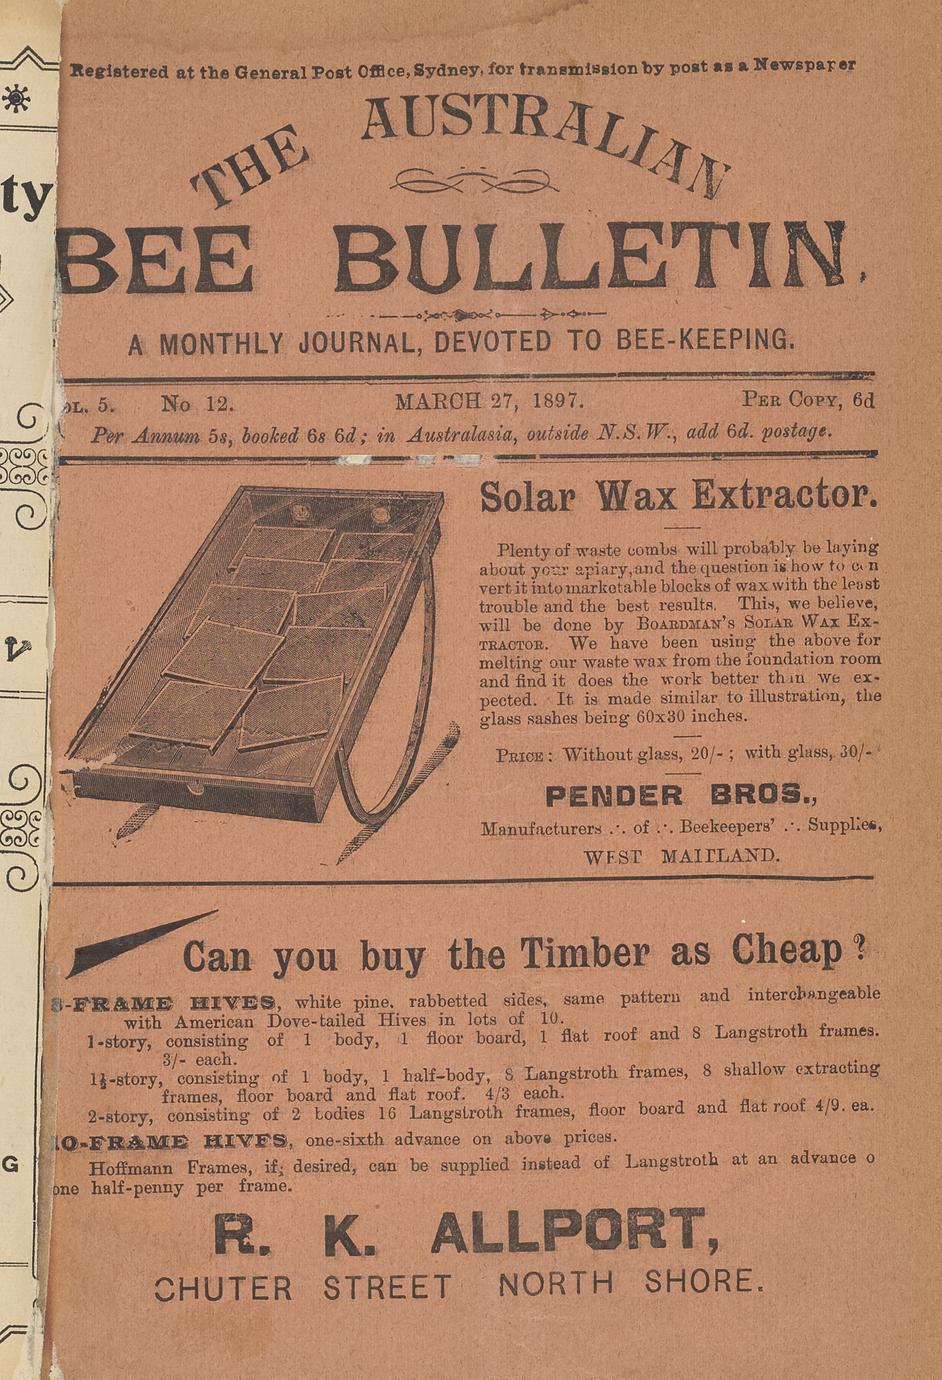 Registered at the General Post Office, Sydney, for transmission by post as a Newspaper
THE AUSTRALIAN
BEE BULLETIN.
A MONTHLY JOURNAL, DEVOTED TO BEE-KEEPING.
OL. 5. No 12. MARCH 27, 1897. PER COPY, 6d
Per Annum 5s, booked 6s 6d; in Australasia, outside N.S.W., add 6d. postage.
Solar Wax Extractor.
Plenty of waste combs will probably be laying
about your apiary, and the question is how to con
vert it into marketable blocks of wax with the least
trouble and the best results. This, we believe,
will be done by BOARDMAN'S SOLAR WAX EX-
TRACTOR. We have been using the above for
melting our waste wax from the foundation room
and find it does the work better than we ex-
pected. It is made similar to illustration, the
glass sashes being 60x30 inches.
PRICE: Without glass, 20/-; with glass, 30/-
PENDER BROS.,
Manufacturers .·. of .·. Beekeepers' .·. Supplies,
WEST MAITLAND.
Can you buy the Timber as Cheap?
8-FRAME HIVES, white pine. rabbetted sides, same pattern and interchangeable
with American Dove-tailed Hives in lots of 10.
1-story, consisting of 1 body, 1 floor board, 1 flat roof and 8 Langstroth frames.
3/- each.
1½-story, consisting of 1 body, 1 half-body, 8 Langstroth frames, 8 shallow extracting
frames, floor board and flat roof. 4/3 each.
2-story, consisting of 2 bodies 16 Langstroth frames, floor board and flat roof 4/9. ea.
10-FRAME HIVES, one-sixth advance on above prices.
Hoffmann Frames, if; desired, can be supplied instead of Langstroth at an advance o
one half-penny per frame.
R. K. ALLPORT,
CHUTER STREET NORTH SHORE.
ty
G